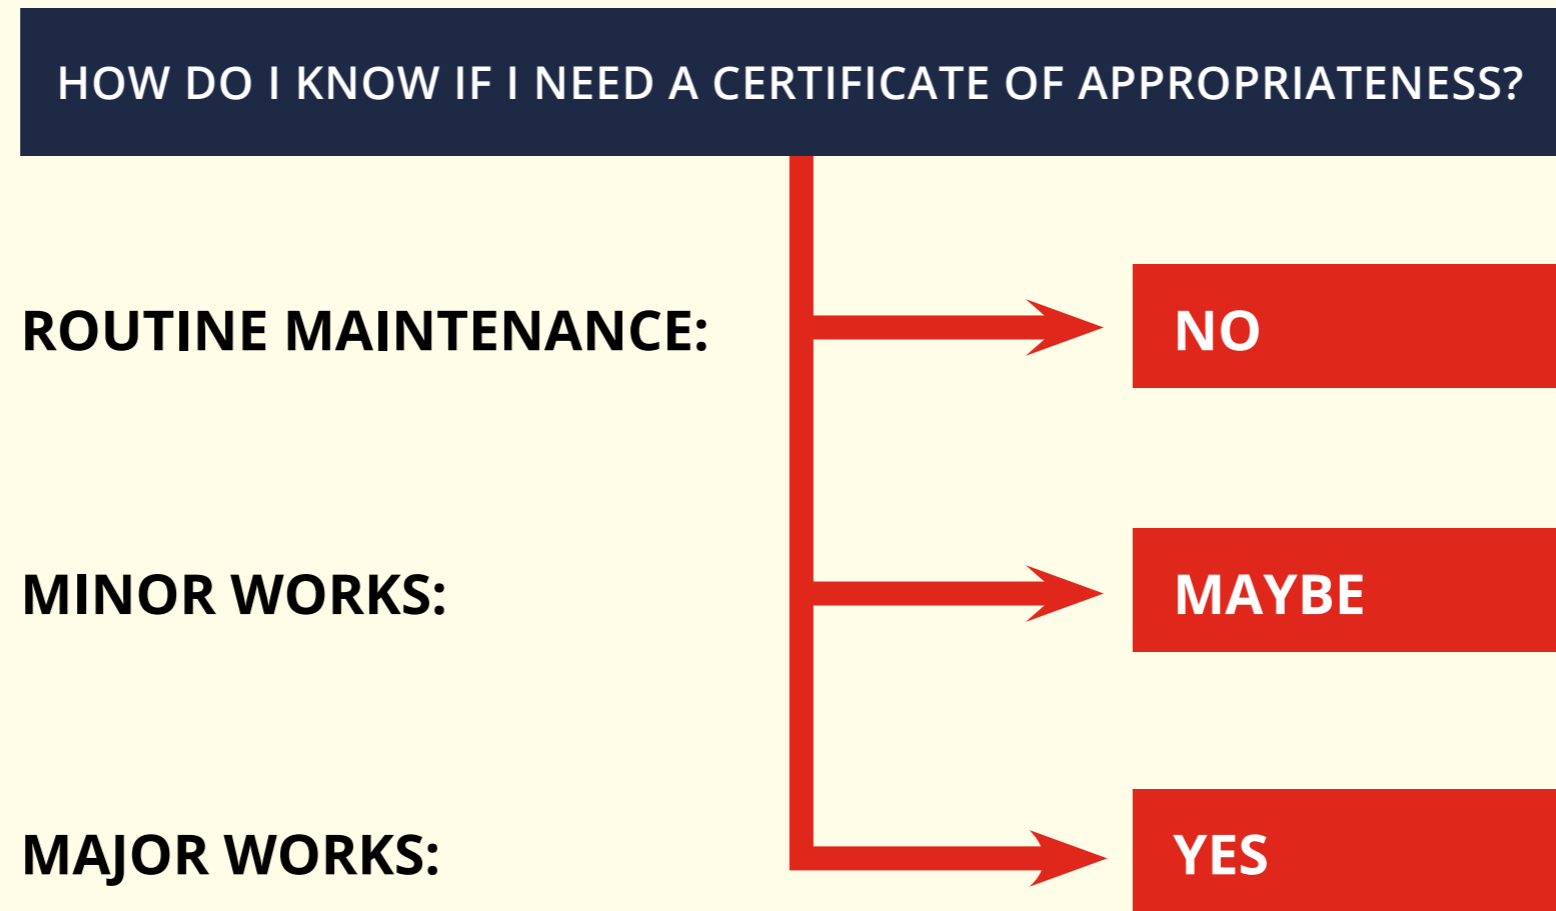 HOW DO I KNOW IF I NEED A CERTIFICATE OF APPROPRIATENESS?
ROUTINE MAINTENANCE:
NO
MINOR WORKS:
MAYBE
MAJOR WORKS:
YES